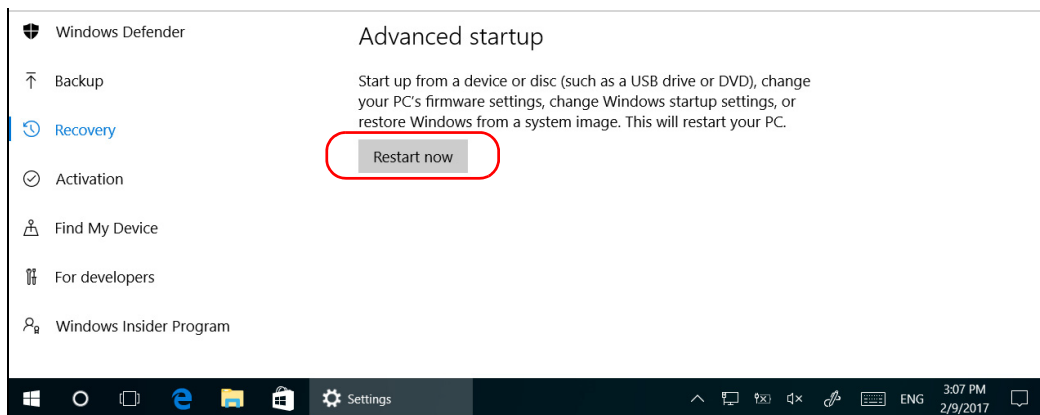 Windows Defender
Backup
Recovery
Activation
Find My Device
For developers
Windows Insider Program
Advanced startup
Start up from a device or disc (such as a USB drive or DVD), change
your PC's firmware settings, change Windows startup settings, or
restore Windows from a system image. This will restart your PC.
Restart now
Settings
ENG
3:07 PM
2/9/2017